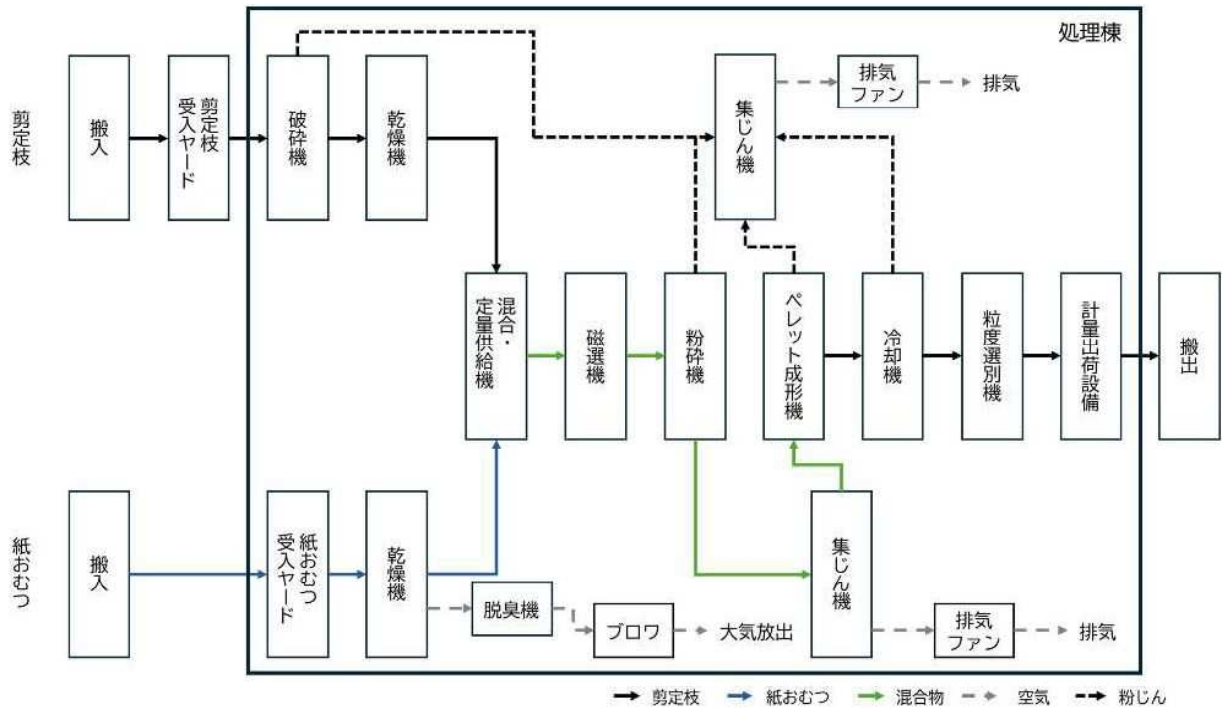 処理棟
剪定枝
搬入
剪定枝
受入ヤード
破砕機
乾燥機
集じん機
排気
ファン
排気
混合・
定量供給機
磁選機
粉砕機
ペレット成形機
冷却機
粒度選別機
計量出荷設備
搬出
紙おむつ
搬入
紙おむつ
受入ヤード
乾燥機
脱臭機
ブロワ
大気放出
集じん機
排気
ファン
排気
剪定枝
紙おむつ
混合物
空気
粉じん